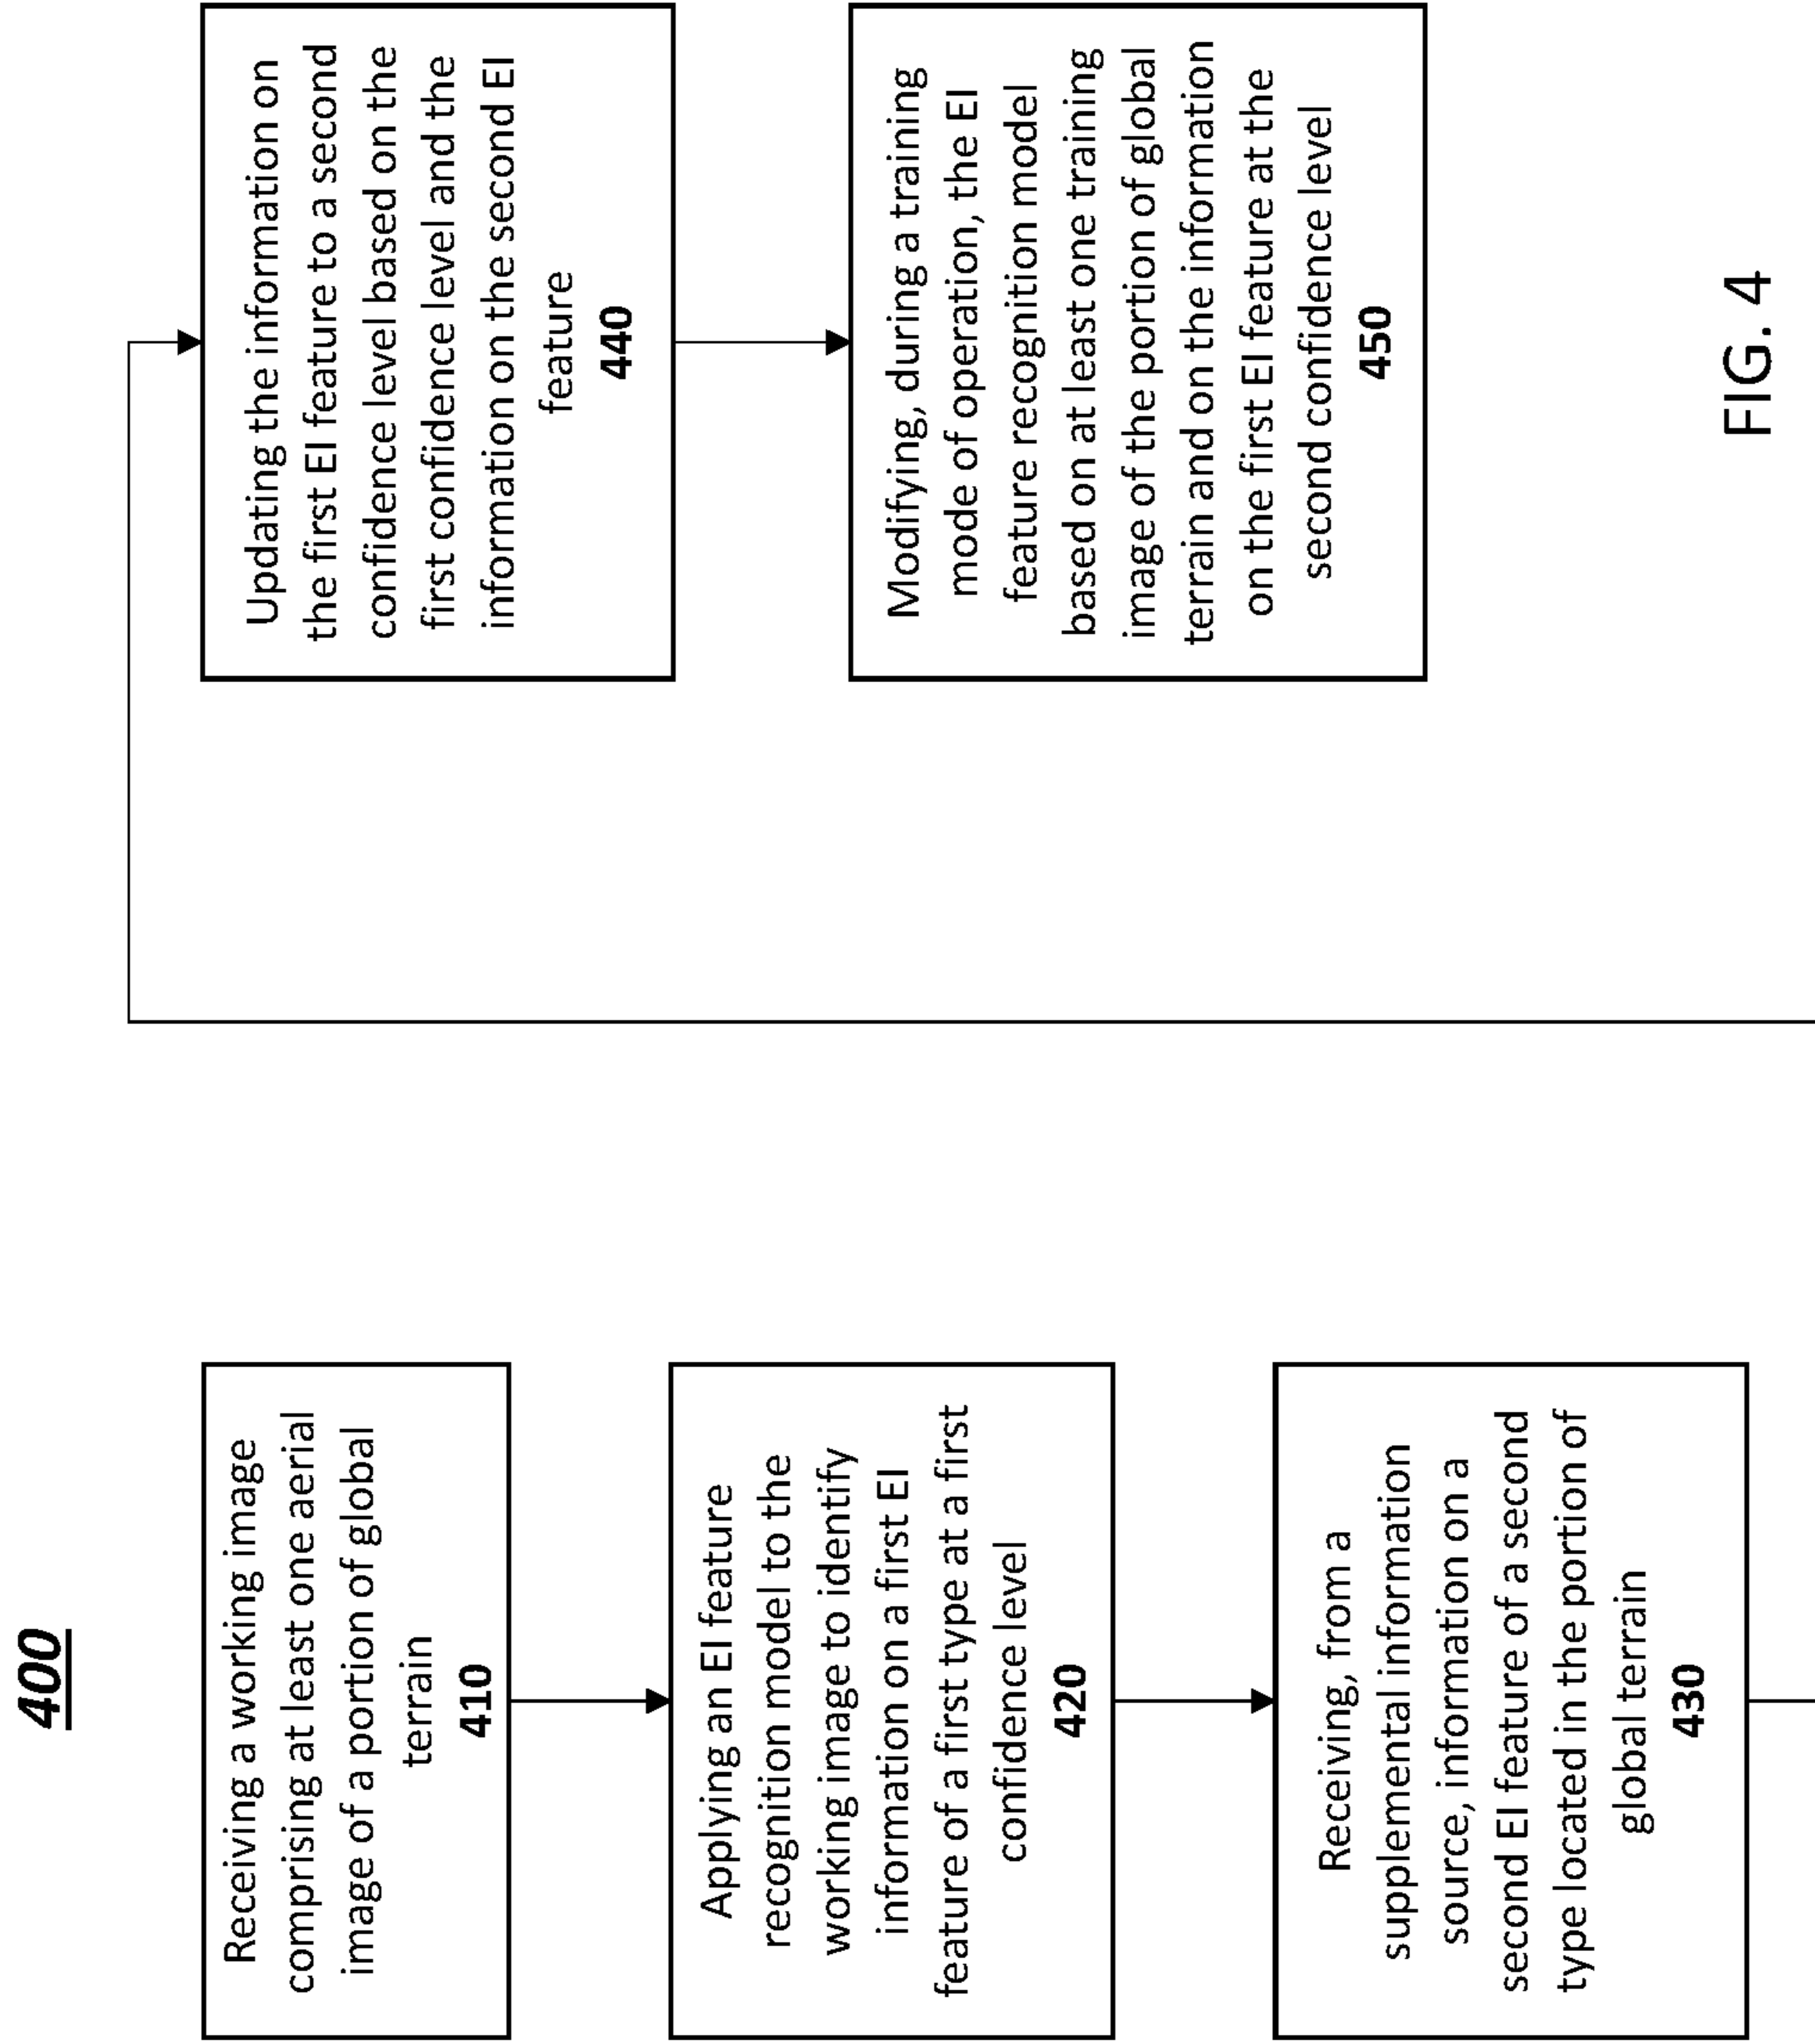 400
Receiving a working image
comprising at least one aerial
image of a portion of global
terrain
410
Applying an EI feature
recognition model to the
working image to identify
information on a first EI
feature of a first type at a first
confidence level
420
Receiving, from a
supplemental information
source, information on a
second EI feature of a second
type located in the portion of
global terrain
430
Updating the information on
the first EI feature to a second
confidence level based on the
first confidence level and the
information on the second EI
feature
440
Modifying, during a training
mode of operation, the EI
feature recognition model
based on at least one training
image of the portion of global
terrain and on the information
on the first EI feature at the
second confidence level
450
FIG. 4